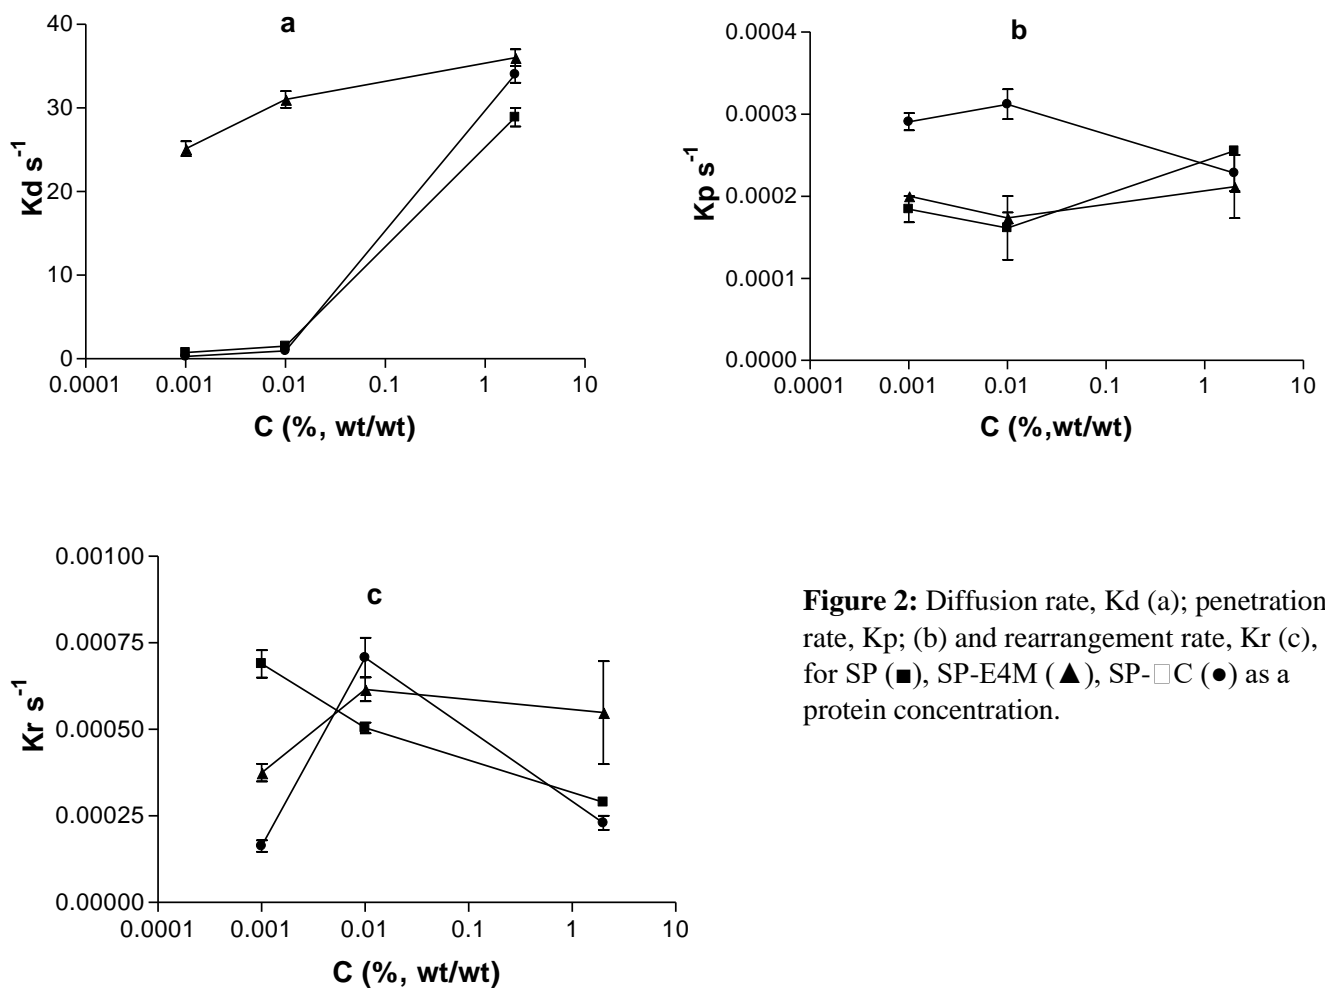 a
40
30
20
10
0
Kd s⁻¹
0.0001 0.001 0.01 0.1 1 10
C (%, wt/wt)
b
0.0004
0.0003
0.0002
0.0001
0.0000
Kp s⁻¹
0.0001 0.001 0.01 0.1 1 10
C (%,wt/wt)
c
0.00100
0.00075
0.00050
0.00025
0.00000
Kr s⁻¹
0.0001 0.001 0.01 0.1 1 10
C (%, wt/wt)
Figure 2: Diffusion rate, Kd (a); penetration
rate, Kp; (b) and rearrangement rate, Kr (c),
for SP (■), SP-E4M (▲), SP-□C (●) as a
protein concentration.